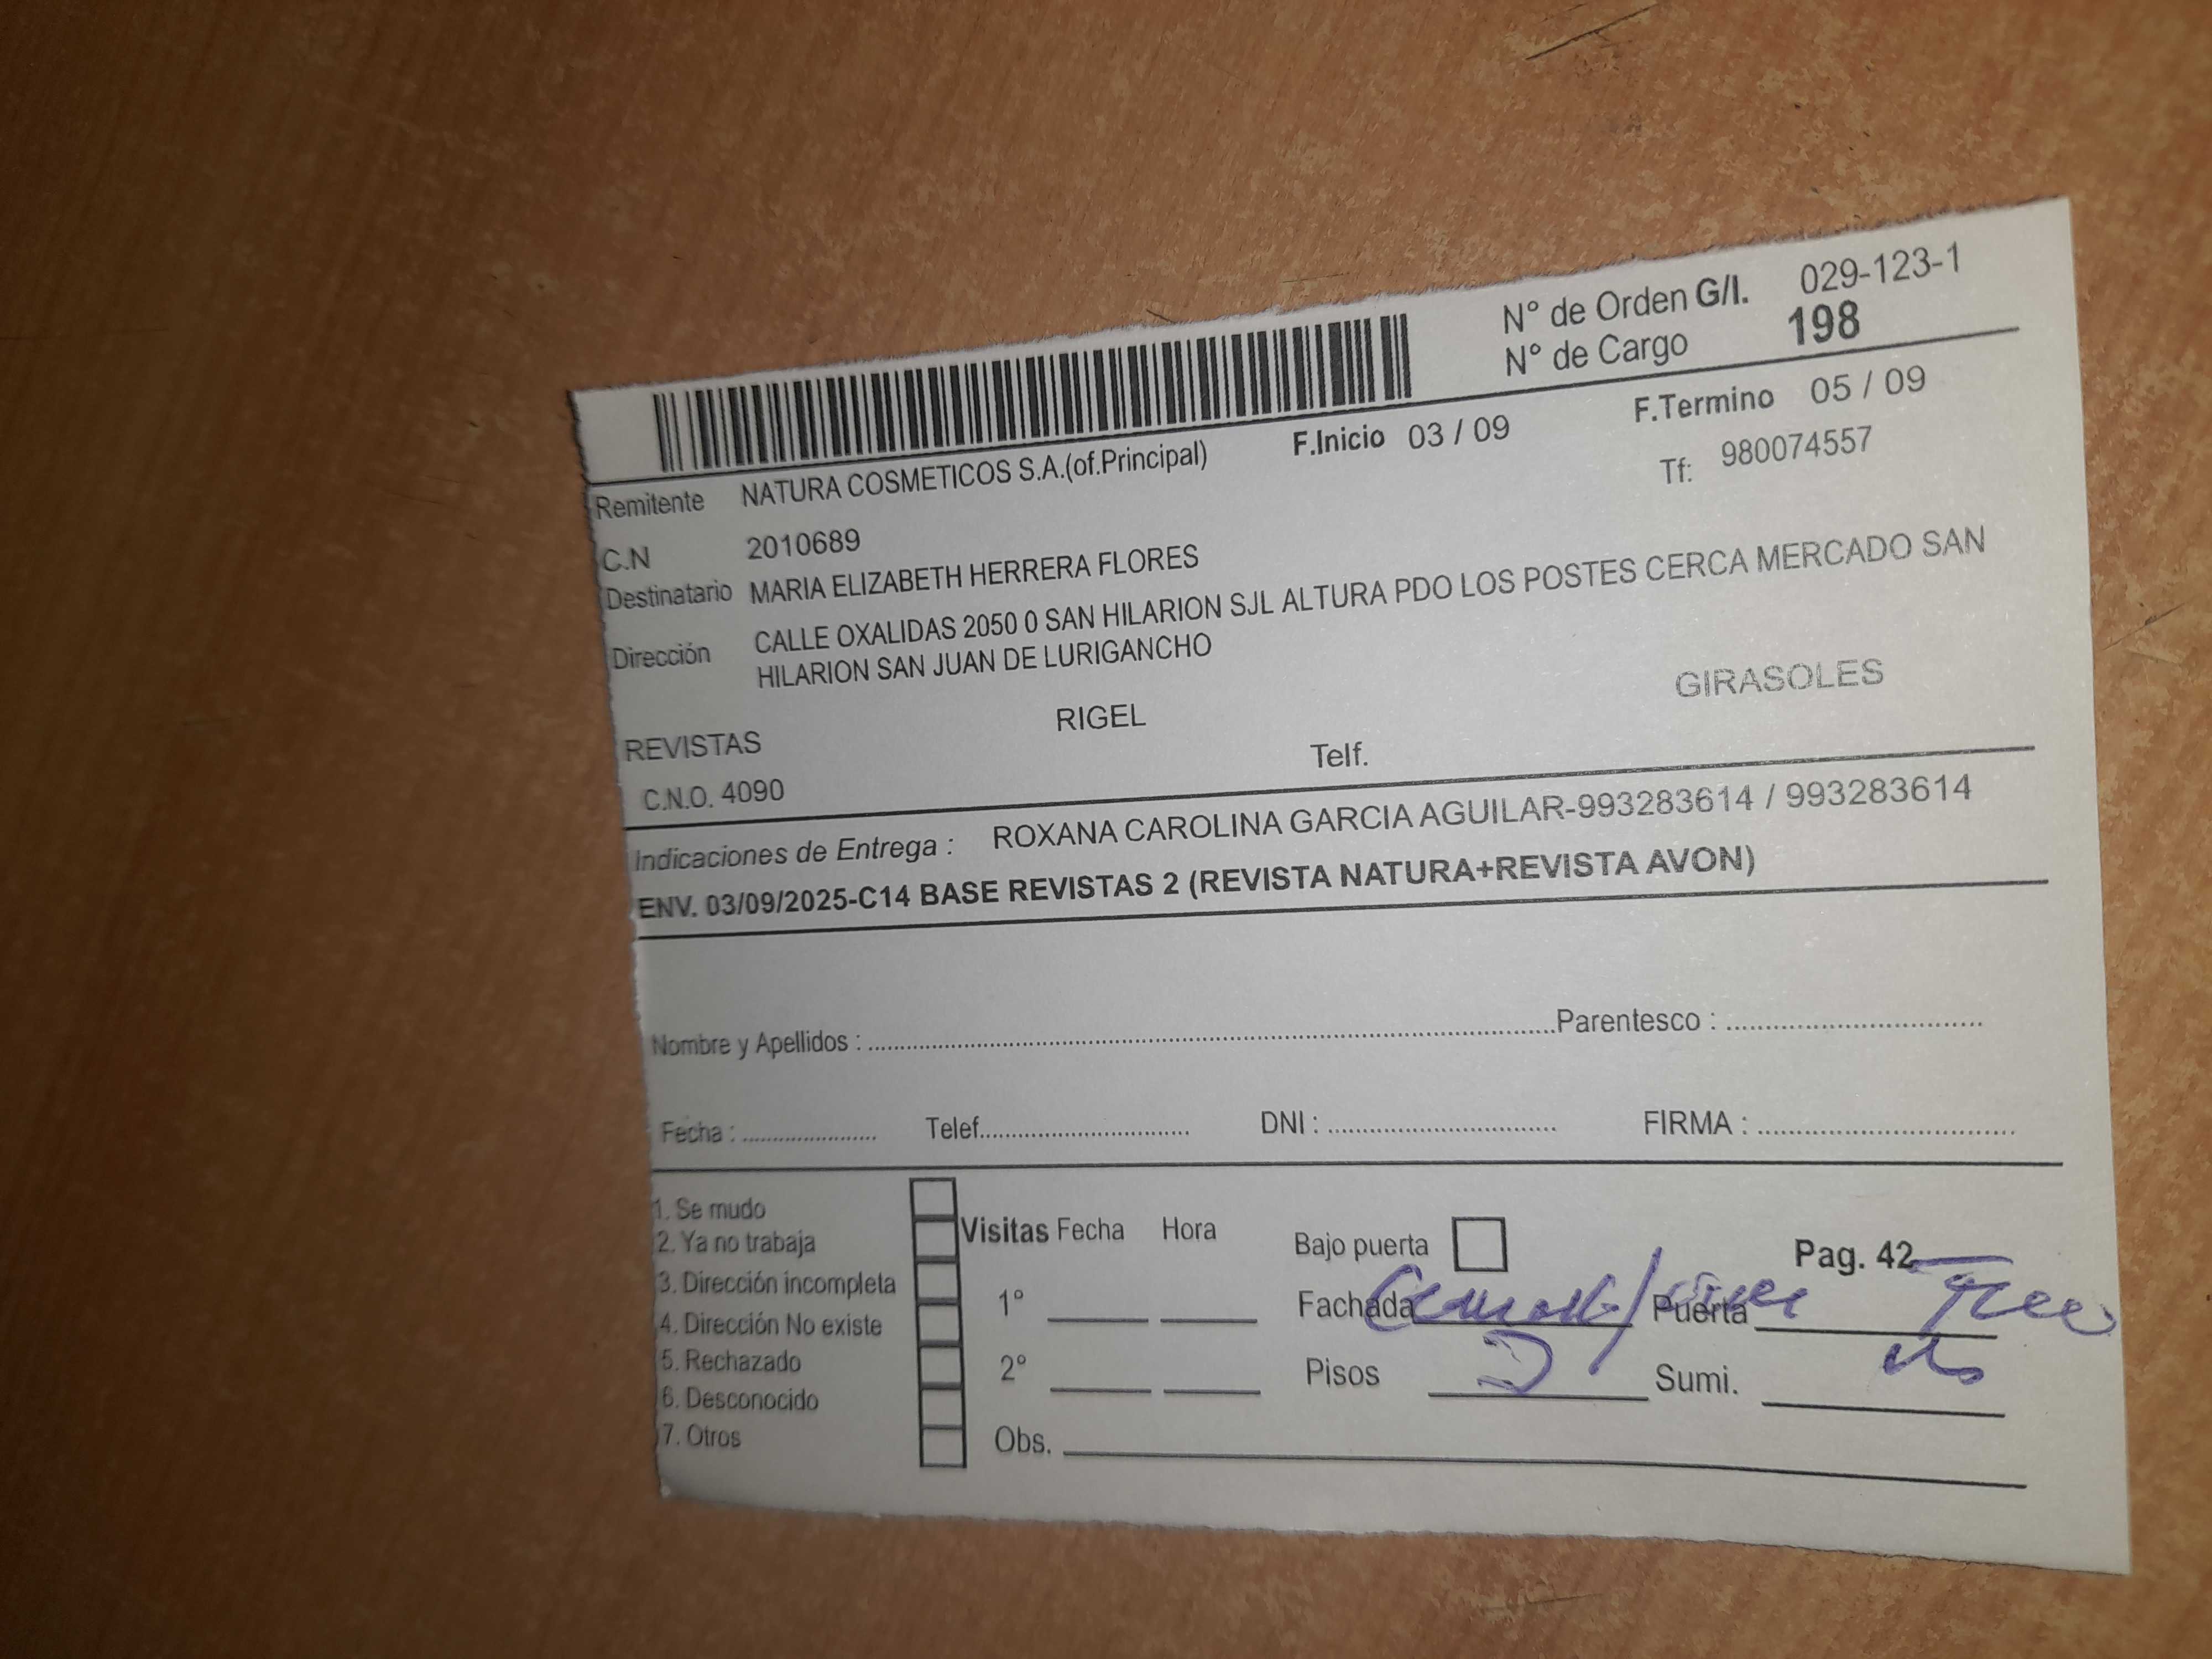 N° de Orden G/I. 029-123-1
N° de Cargo 198
F.Inicio 03 / 09 F.Termino 05 / 09
Remitente NATURA COSMETICOS S.A.(of.Principal) Tf: 980074557
C.N 2010689
Destinatario MARIA ELIZABETH HERRERA FLORES
Dirección CALLE OXALIDAS 2050 0 SAN HILARION SJL ALTURA PDO LOS POSTES CERCA MERCADO SAN
HILARION SAN JUAN DE LURIGANCHO
REVISTAS RIGEL GIRASOLES
C.N.O. 4090 Telf.
Indicaciones de Entrega : ROXANA CAROLINA GARCIA AGUILAR-993283614 / 993283614
ENV. 03/09/2025-C14 BASE REVISTAS 2 (REVISTA NATURA+REVISTA AVON)
Nombre y Apellidos : Parentesco :
Fecha : Telef. DNI : FIRMA :
1. Se mudo
2. Ya no trabaja
3. Dirección incompleta
4. Dirección No existe
5. Rechazado
6. Desconocido
7. Otros
Visitas Fecha Hora
1°
2°
Obs.
Bajo puerta Pag. 42
Fachada Puerta
Pisos Sumi.